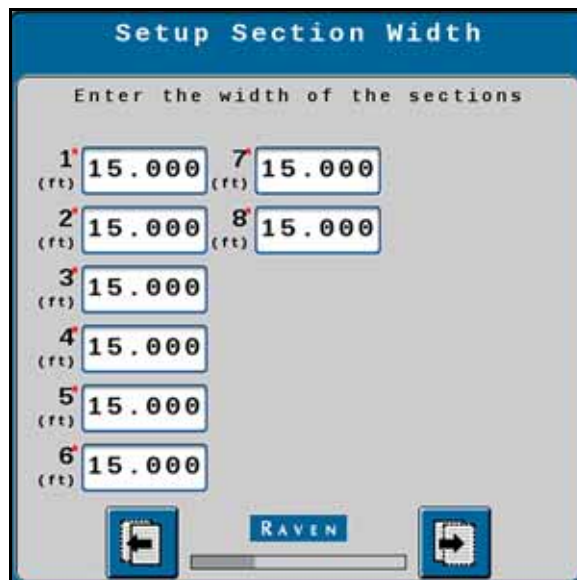 Setup Section Width
Enter the width of the sections
1* 15.000 7* 15.000
(ft) (ft)
2* 15.000 8* 15.000
(ft) (ft)
3* 15.000
(ft)
4* 15.000
(ft)
5* 15.000
(ft)
6* 15.000
(ft)
RAVEN